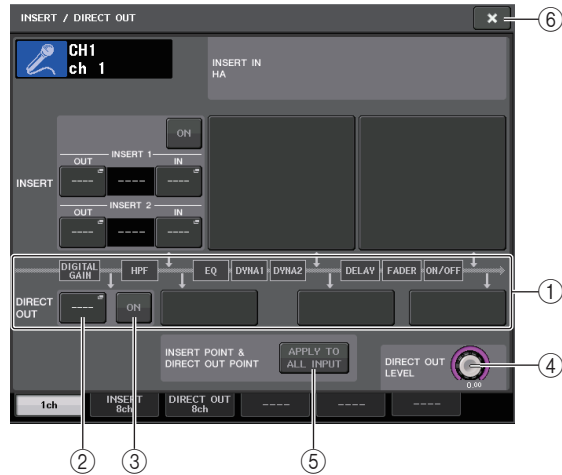 INSERT / DIRECT OUT
×
⑥
CH1
ch 1
INSERT IN
HA
ON
INSERT 1
OUT
IN
----
----
----
INSERT
INSERT 2
OUT
IN
----
----
----
DIGITAL GAIN
HPF
EQ
DYNA1
DYNA2
DELAY
FADER
ON/OFF
①
DIRECT OUT
----
ON
INSERT POINT &
DIRECT OUT POINT
APPLY TO
ALL INPUT
DIRECT OUT
LEVEL
0.00
④
1ch
INSERT
8ch
DIRECT OUT
8ch
----
----
----
②
③
⑤